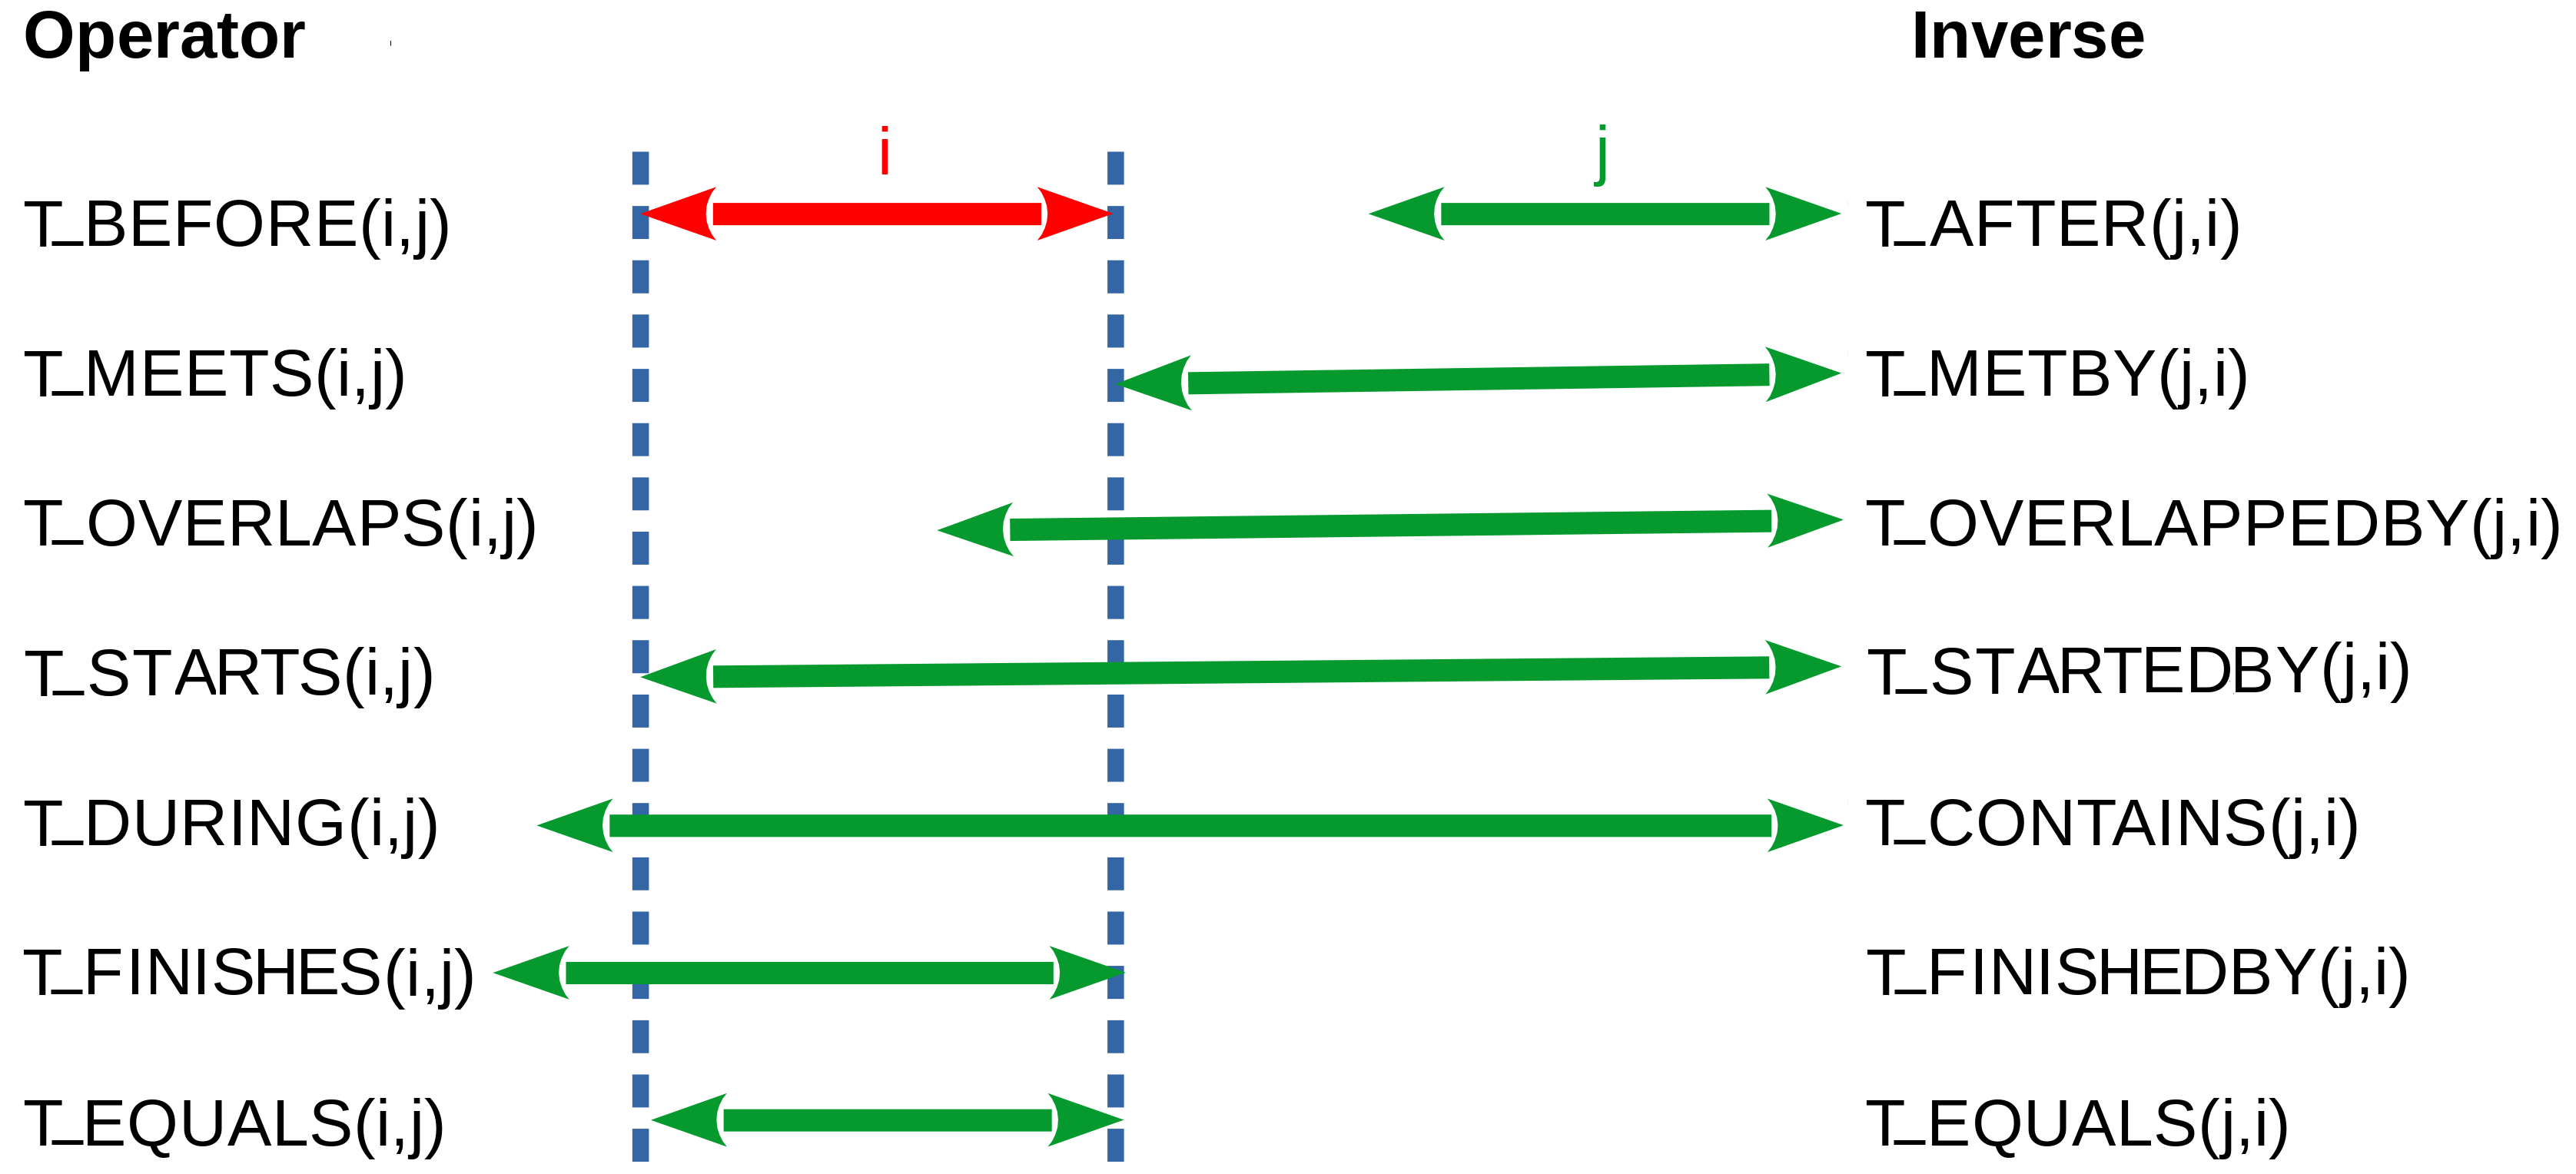 Operator Inverse
i j
T_BEFORE(i,j) T_AFTER(j,i)
T_MEETS(i,j) T_METBY(j,i)
T_OVERLAPS(i,j) T_OVERLAPPEDBY(j,i)
T_STARTS(i,j) T_STARTEDBY(j,i)
T_DURING(i,j) T_CONTAINS(j,i)
T_FINISHES(i,j) T_FINISHEDBY(j,i)
T_EQUALS(i,j) T_EQUALS(j,i)